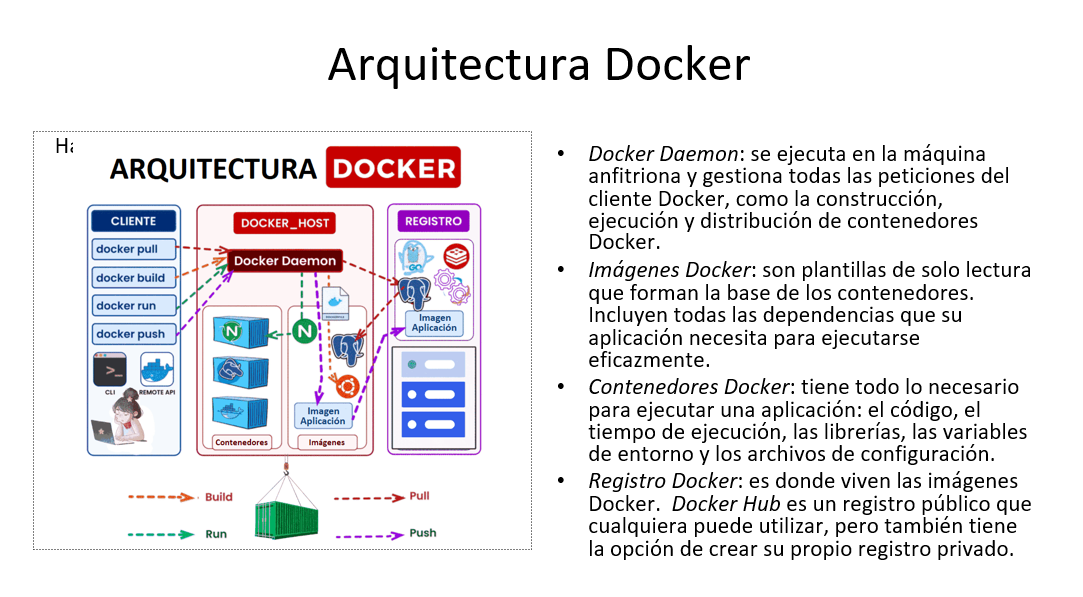 Arquitectura Docker
ARQUITECTURA DOCKER
CLIENTE
docker pull
docker build
docker run
docker push
CLI
REMOTE API
DOCKER_HOST
Docker Daemon
Contenedores
Imagen
Aplicación
Imágenes
REGISTRO
GO
Imagen
Aplicación
Build
Run
Pull
Push
• Docker Daemon: se ejecuta en la máquina
anfitriona y gestiona todas las peticiones del
cliente Docker, como la construcción,
ejecución y distribución de contenedores
Docker.
• Imágenes Docker: son plantillas de solo lectura
que forman la base de los contenedores.
Incluyen todas las dependencias que su
aplicación necesita para ejecutarse
eficazmente.
• Contenedores Docker: tiene todo lo necesario
para ejecutar una aplicación: el código, el
tiempo de ejecución, las librerías, las variables
de entorno y los archivos de configuración.
• Registro Docker: es donde viven las imágenes
Docker.  Docker Hub es un registro público que
cualquiera puede utilizar, pero también tiene
la opción de crear su propio registro privado.